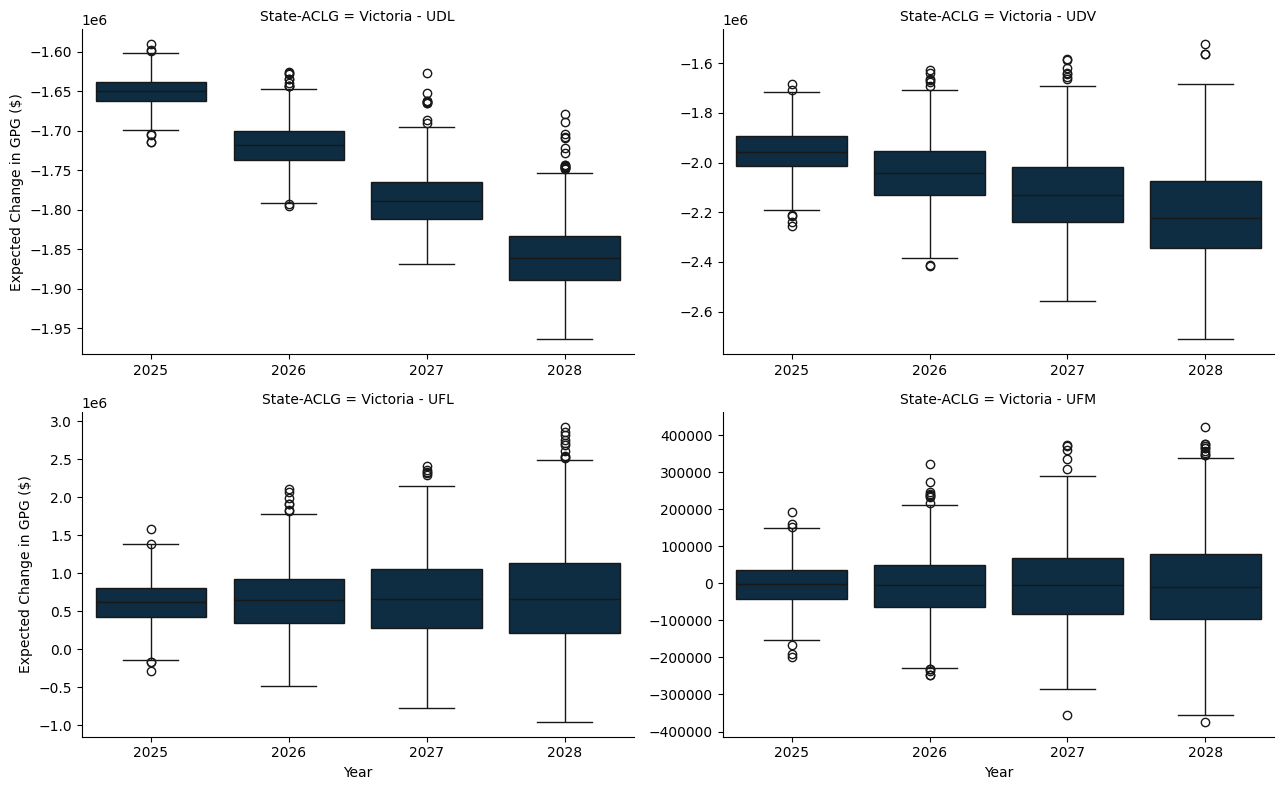 State-ACLG = Victoria - UDL
1e6
−1.60
−1.65
−1.70
−1.75
−1.80
−1.85
−1.90
−1.95
Expected Change in GPG ($)
2025 2026 2027 2028
State-ACLG = Victoria - UDV
1e6
−1.6
−1.8
−2.0
−2.2
−2.4
−2.6
2025 2026 2027 2028
State-ACLG = Victoria - UFL
1e6
3.0
2.5
2.0
1.5
1.0
0.5
0.0
−0.5
−1.0
Expected Change in GPG ($)
2025 2026 2027 2028
Year
State-ACLG = Victoria - UFM
400000
300000
200000
100000
0
−100000
−200000
−300000
−400000
2025 2026 2027 2028
Year